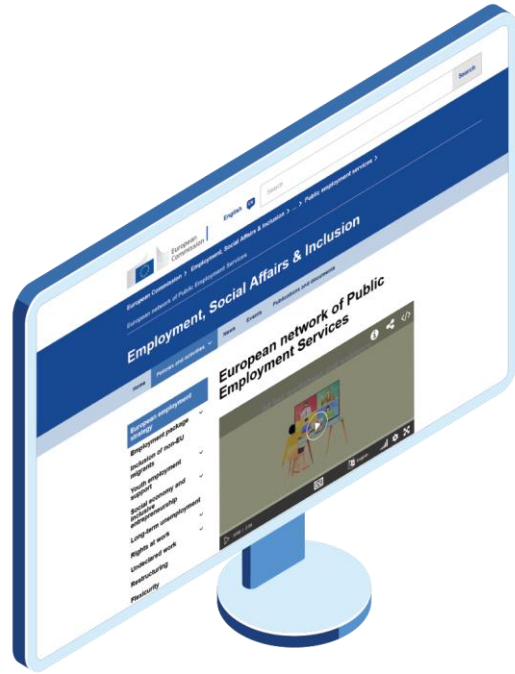 Search
Search
English
EN
European
Commission
European Commission > Employment, Social Affairs & Inclusion > ... > Public employment services >
European network of Public Employment Services
Employment, Social Affairs & Inclusion
Home
Policies and activities
News
Events
Publications and documents
European employment
strategy
Employment package
Inclusion of non-EU
migrants
Youth employment
support
Social economy and
inclusive
entrepreneurship
Long-term unemployment
Rights at work
Undeclared work
Restructuring
Flexicurity
European network of Public
Employment Services
English